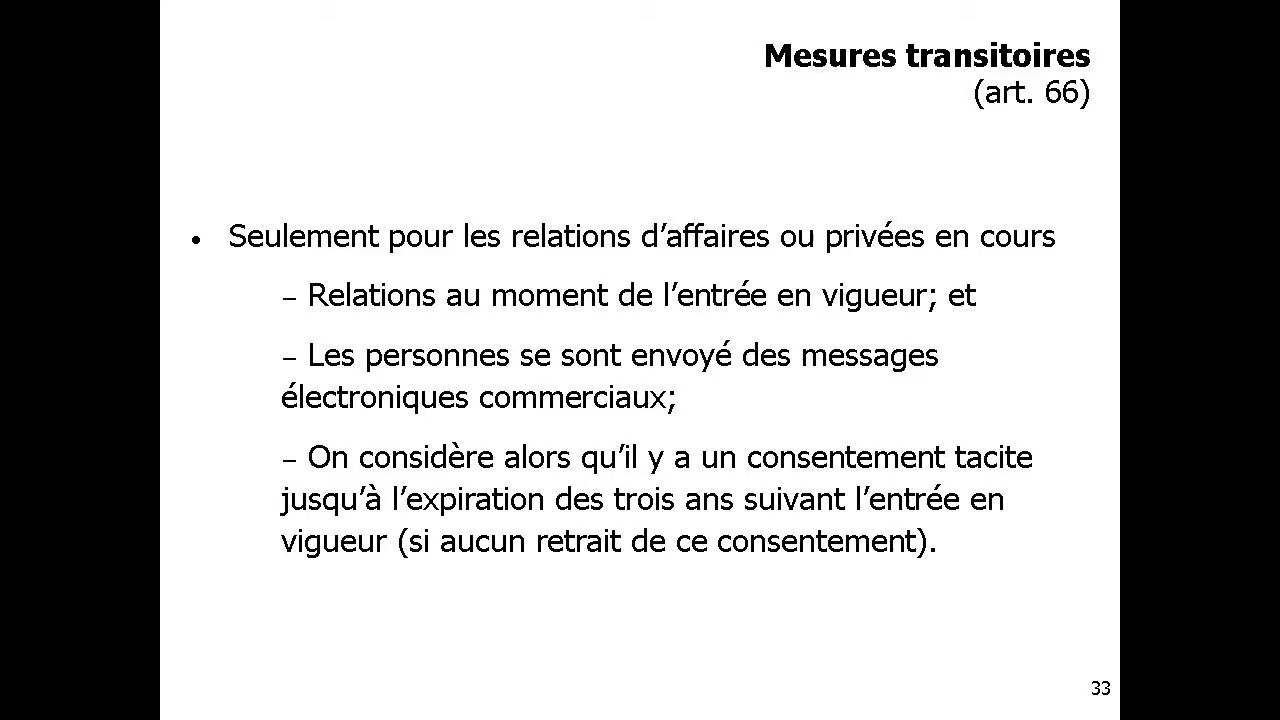 Mesures transitoires
(art. 66)
• Seulement pour les relations d’affaires ou privées en cours
– Relations au moment de l’entrée en vigueur; et
– Les personnes se sont envoyé des messages
électroniques commerciaux;
– On considère alors qu’il y a un consentement tacite
jusqu’à l’expiration des trois ans suivant l’entrée en
vigueur (si aucun retrait de ce consentement).
33